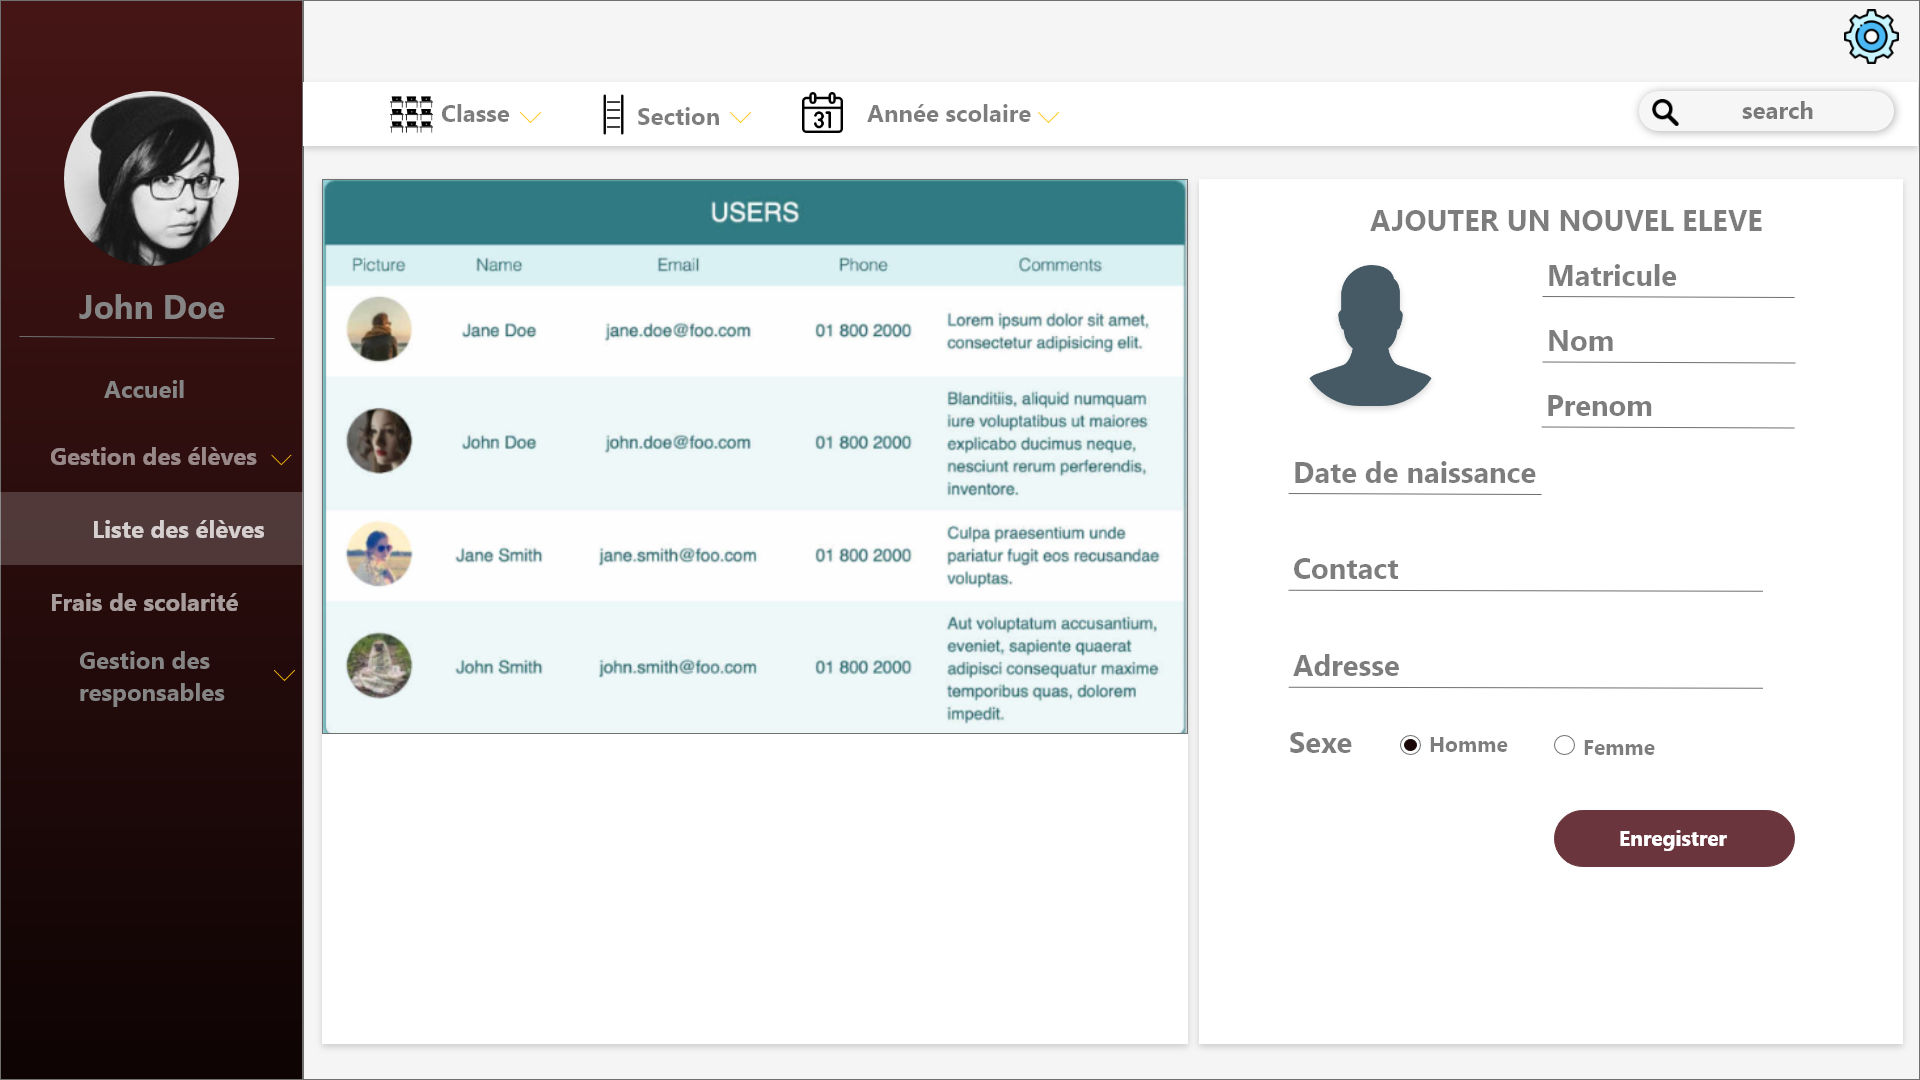 John Doe
Accueil
Gestion des élèves
Liste des élèves
Frais de scolarité
Gestion des
responsables
Classe
Section
31
Année scolaire
search
USERS
Picture Name Email Phone Comments
Jane Doe jane.doe@foo.com 01 800 2000 Lorem ipsum dolor sit amet,
consectetur adipisicing elit.
John Doe john.doe@foo.com 01 800 2000 Blanditiis, aliquid numquam
iure voluptatibus ut maiores
explicabo ducimus neque,
nesciunt rerum perferendis,
inventore.
Jane Smith jane.smith@foo.com 01 800 2000 Culpa praesentium unde
pariatur fugit eos recusandae
voluptas.
John Smith john.smith@foo.com 01 800 2000 Aut voluptatum accusantium,
eveniet, sapiente quaerat
adipisci consequatur maxime
temporibus quas, dolorem
impedit.
AJOUTER UN NOUVEL ELEVE
Matricule
Nom
Prenom
Date de naissance
Contact
Adresse
Sexe Homme Femme
Enregistrer